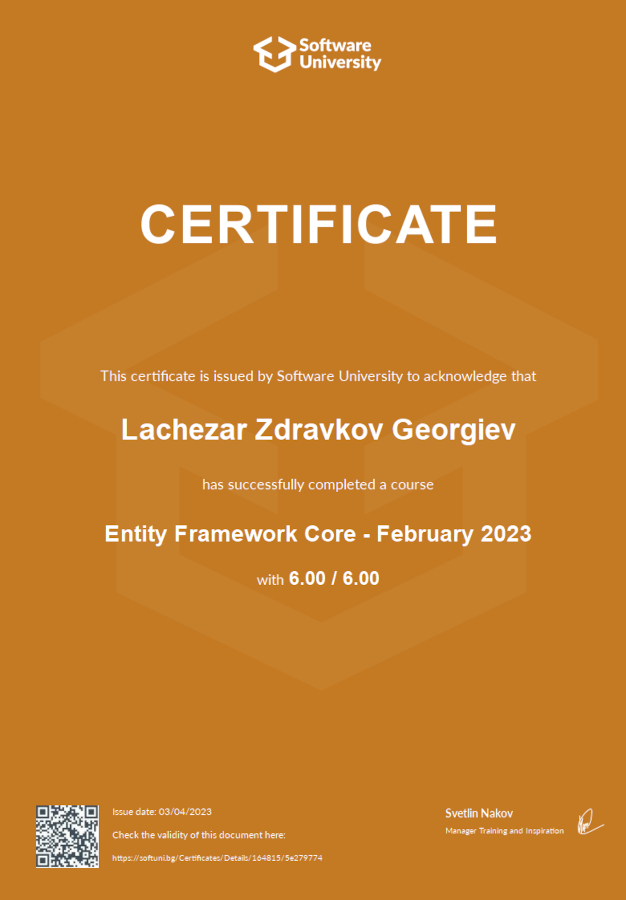 Software
University
CERTIFICATE
This certificate is issued by Software University to acknowledge that
Lachezar Zdravkov Georgiev
has successfully completed a course
Entity Framework Core - February 2023
with 6.00 / 6.00
Issue date: 03/04/2023
Check the validity of this document here:
https://softuni.bg/Certificates/Details/164815/5e279774
Svetlin Nakov
Manager Training and Inspiration